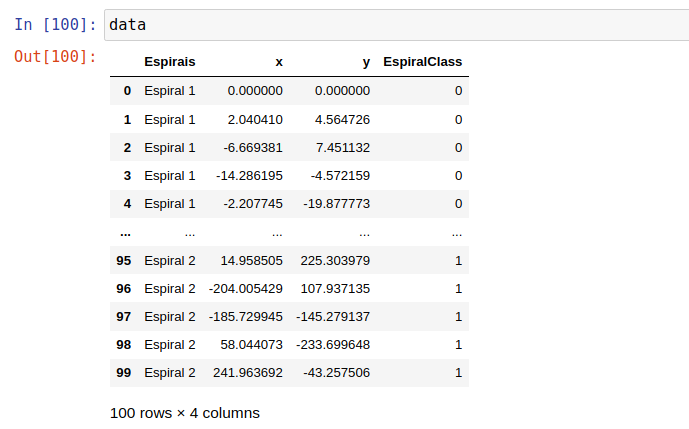 In [100]: data
Out[100]:
Espirais x y EspiralClass
0 Espiral 1 0.000000 0.000000 0
1 Espiral 1 2.040410 4.564726 0
2 Espiral 1 -6.669381 7.451132 0
3 Espiral 1 -14.286195 -4.572159 0
4 Espiral 1 -2.207745 -19.877773 0
... ... ... ... ...
95 Espiral 2 14.958505 225.303979 1
96 Espiral 2 -204.005429 107.937135 1
97 Espiral 2 -185.729945 -145.279137 1
98 Espiral 2 58.044073 -233.699648 1
99 Espiral 2 241.963692 -43.257506 1
100 rows × 4 columns